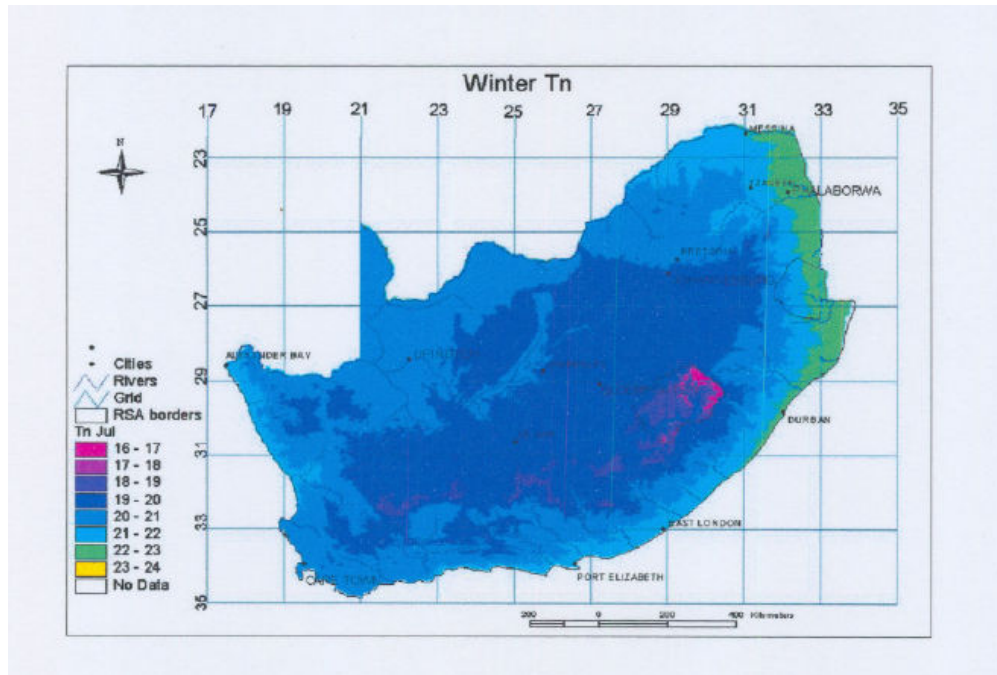 Winter Tn
17 19 21 23 25 27 29 31 33 35
N
23
25
27
29
31
33
35
MESSINA
PHALABORWA
PRETORIA
ALEXANDER BAY
DURBAN
EAST LONDON
PORT ELIZABETH
CAPE TOWN
Cities
Rivers
Grid
RSA borders
Tn Jul
16 - 17
17 - 18
18 - 19
19 - 20
20 - 21
21 - 22
22 - 23
23 - 24
No Data
200 0 200 400 Kilometers